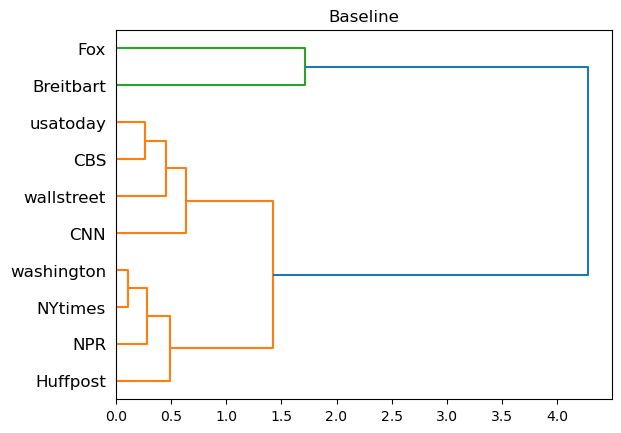 Baseline
Fox
Breitbart
usatoday
CBS
wallstreet
CNN
washington
NYtimes
NPR
Huffpost
0.0 0.5 1.0 1.5 2.0 2.5 3.0 3.5 4.0